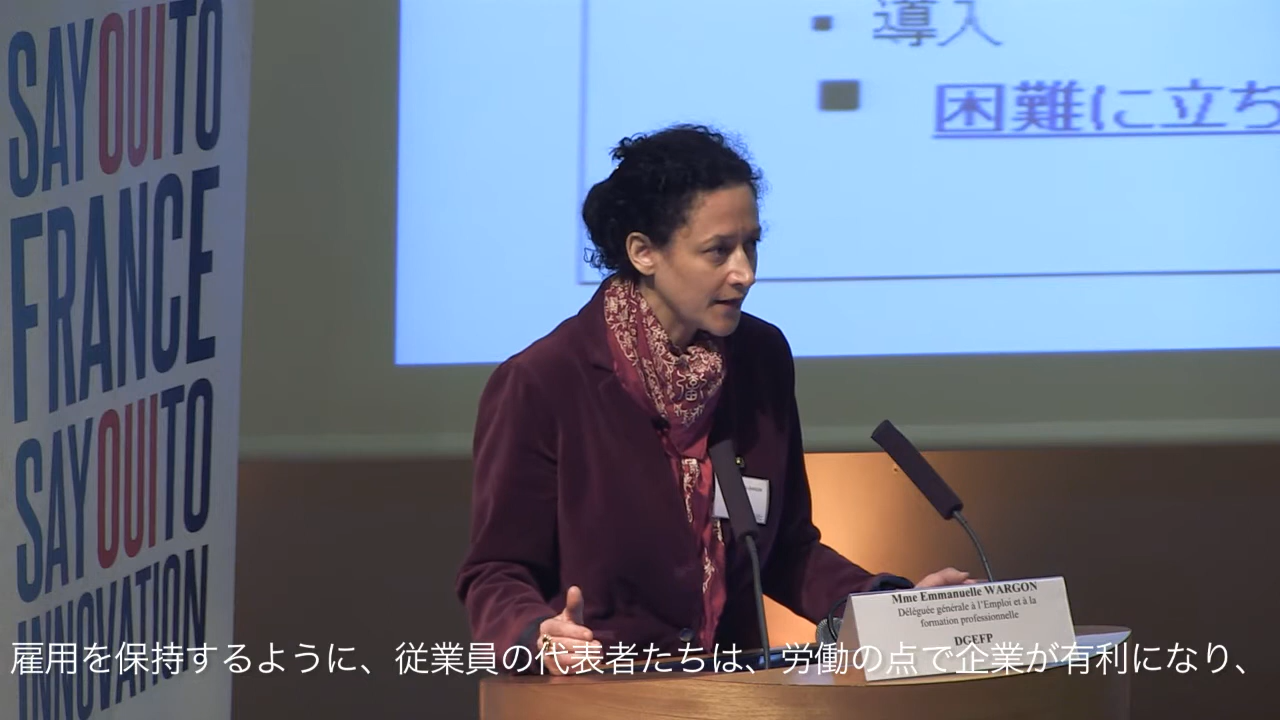 SAY OUI TO
FRANCE
SAY OUI TO
INNOVATION
導入
困難に立ち
Mme Emmanuelle WARGON
Déléguée générale à l'Emploi et à la
formation professionnelle
DGEFP
雇用を保持するように、従業員の代表者たちは、労働の点で企業が有利になり、